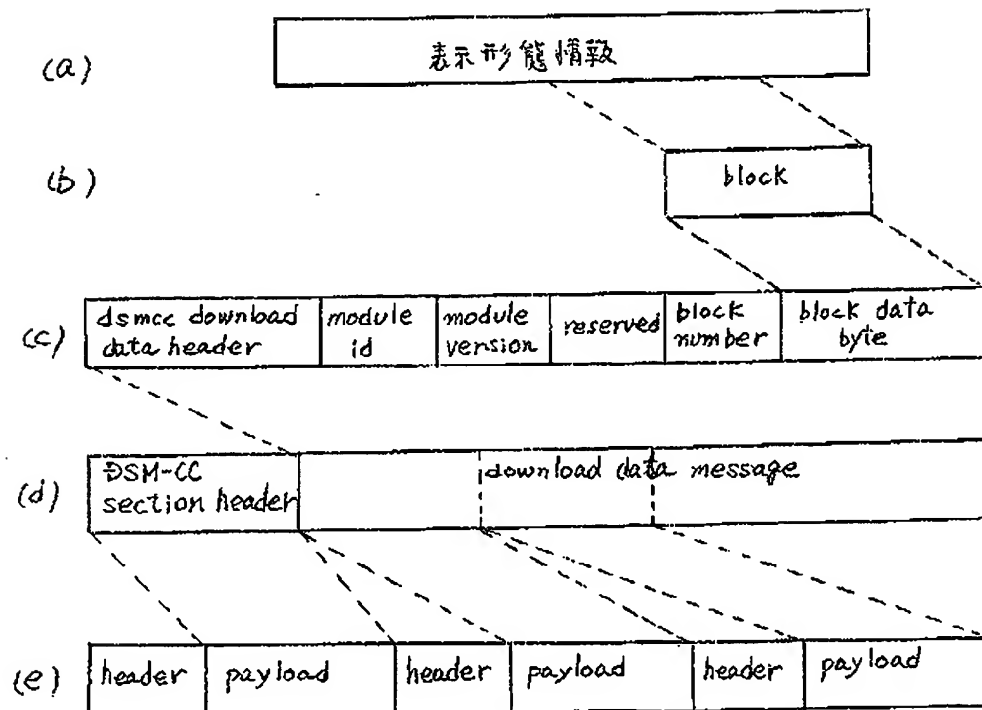 (a)
表示形態情報
(b)
block
(c)
dsmcc download data header
module id
module version
reserved
block number
block data byte
(d)
DSM-CC section header
download data message
(e)
header payload header payload header payload